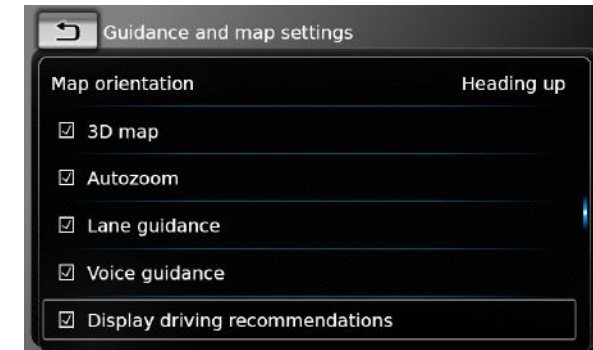 Guidance and map settings
Map orientation Heading up
3D map
Autozoom
Lane guidance
Voice guidance
Display driving recommendations